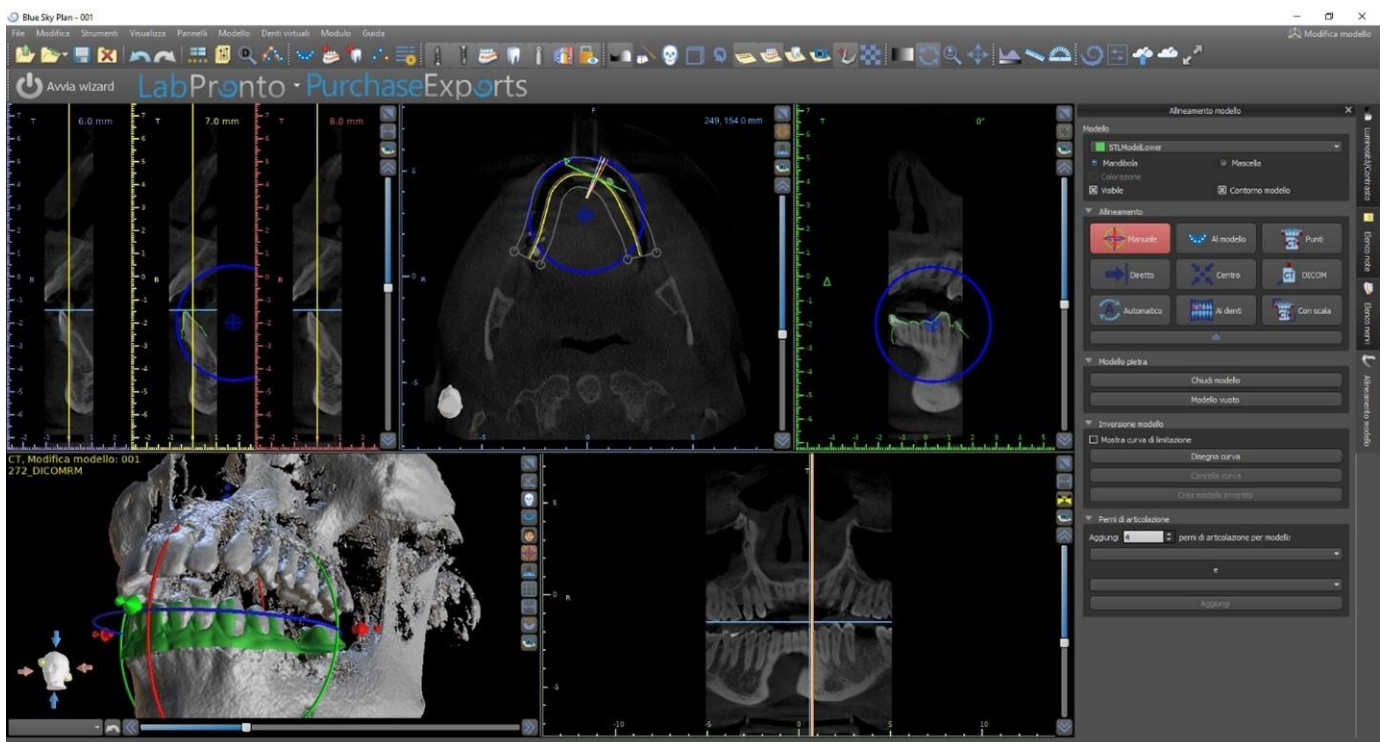 Blue Sky Plan - 001
File Modifica Strumenti Visualizza Pannelli Modello Denti virtuali Modulo Guida
Modifica modello
Avvia wizard LabPronto PurchaseExports
6.0 mm
7.0 mm
8.0 mm
249, 154.0 mm
0°
CT, Modifica modello: 001
272_DICOMRM
Allineamento modello
Modello
STLModelLower
Mandibola Mascella
Colorazione
Visibile Contorno modello
Allineamento
Manuale Al modello Punti
Diretto Centro DICOM
Automatico Ai denti Con scala
Modello pietra
Chiudi modello
Modello vuoto
Inversione modello
Mostra curva di limitazione
Disegna curva
Cancella curva
Crea modello invertito
Perni di articolazione
Aggiungi 4 perni di articolazione per modelli:
e
Aggiungi
Luminosità/Contrasto
Elenco note
Elenco nervi
Allineamento modello